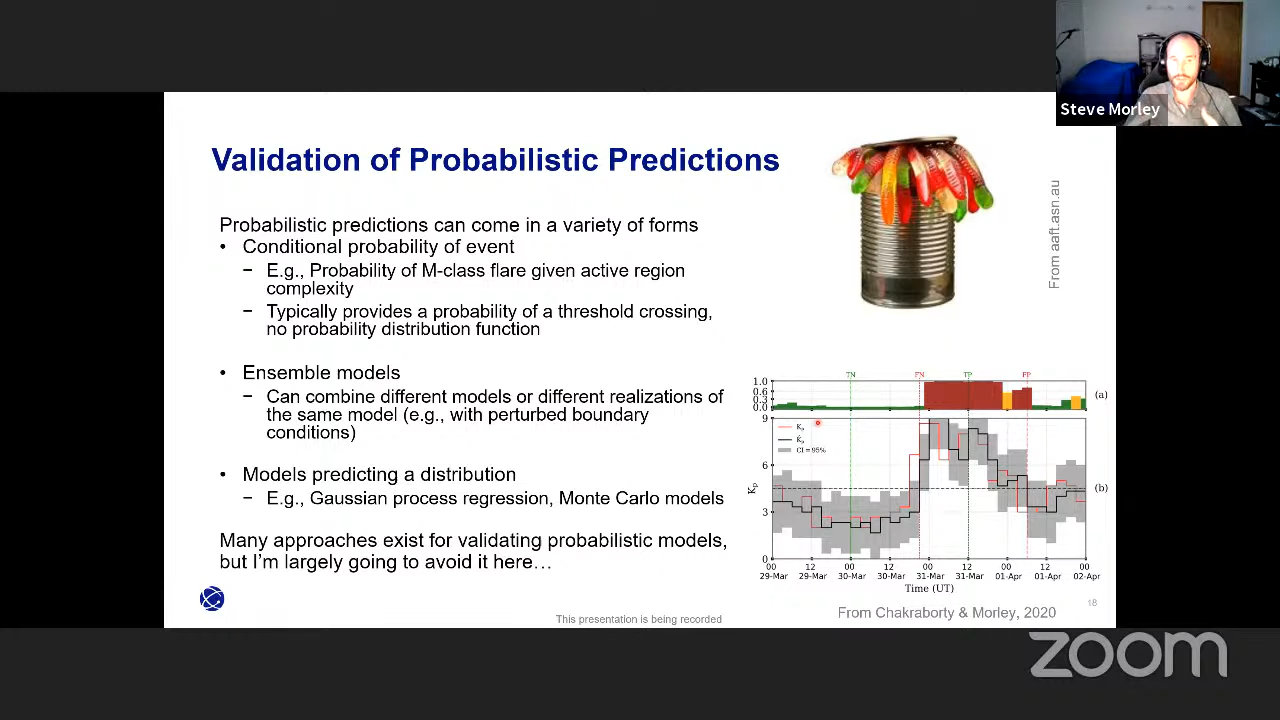 Steve Morley
Validation of Probabilistic Predictions
From aaft.asn.au
Probabilistic predictions can come in a variety of forms
• Conditional probability of event
− E.g., Probability of M-class flare given active region
complexity
− Typically provides a probability of a threshold crossing,
no probability distribution function
• Ensemble models
− Can combine different models or different realizations of
the same model (e.g., with perturbed boundary
conditions)
• Models predicting a distribution
− E.g., Gaussian process regression, Monte Carlo models
Many approaches exist for validating probabilistic models,
but I'm largely going to avoid it here…
TN FN TP FP
1.0
0.6
0.3
0.0
(a)
9
6
3
0
Kp
Kp
K̂p
CI = 95%
(b)
00 12 00 12 00 12 00 12 00
29-Mar 29-Mar 30-Mar 30-Mar 31-Mar 31-Mar 01-Apr 01-Apr 02-Apr
Time (UT)
18
From Chakraborty & Morley, 2020
This presentation is being recorded
zoom